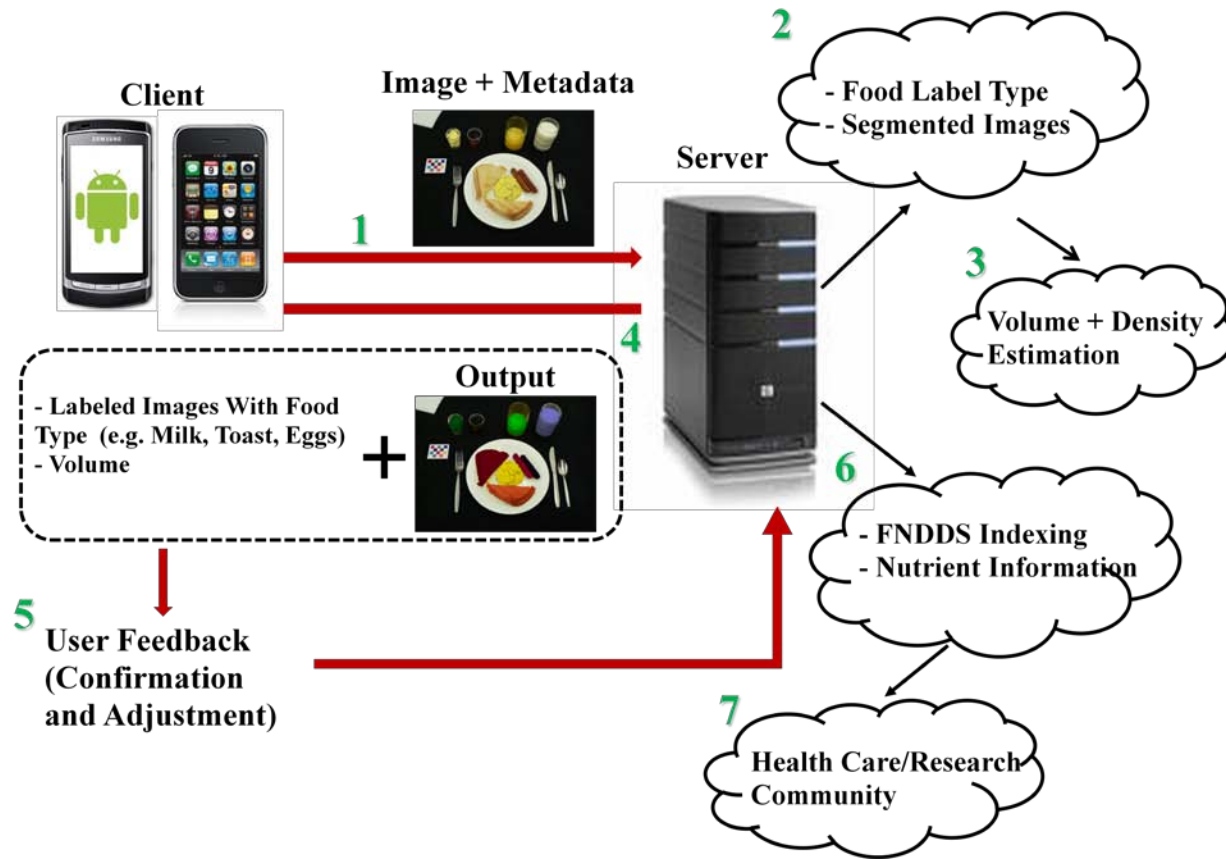 Client
SAMSUNG
Image + Metadata
1
Server
2
- Food Label Type
- Segmented Images
3
Volume + Density
Estimation
4
- Labeled Images With Food
Type (e.g. Milk, Toast, Eggs)
- Volume
+
Output
5
User Feedback
(Confirmation
and Adjustment)
6
- FNDDS Indexing
- Nutrient Information
7
Health Care/Research
Community